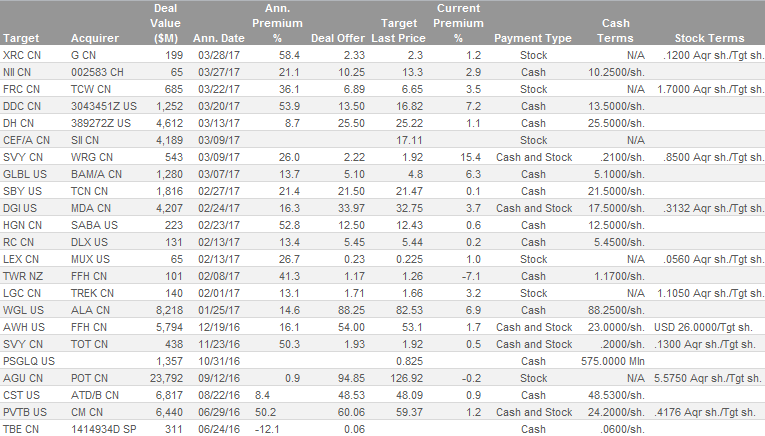 Deal Ann. Current
Value Premium Target Premium Cash
Target Acquirer ($M) Ann. Date % Deal Offer Last Price % Payment Type Terms Stock Terms
XRC CN G CN 199 03/28/17 58.4 2.33 2.3 1.2 Stock N/A .1200 Aqr sh./Tgt sh.
NII CN 002583 CH 65 03/27/17 21.1 10.25 13.3 2.9 Cash 10.2500/sh.
FRC CN TCW CN 685 03/22/17 36.1 6.89 6.65 3.5 Stock N/A 1.7000 Aqr sh./Tgt sh.
DDC CN 3043451Z US 1,252 03/20/17 53.9 13.50 16.82 7.2 Cash 13.5000/sh.
DH CN 389272Z US 4,612 03/13/17 8.7 25.50 25.22 1.1 Cash 25.5000/sh.
CEF/A CN SII CN 4,189 03/09/17 17.11 Stock N/A
SVY CN WRG CN 543 03/09/17 26.0 2.22 1.92 15.4 Cash and Stock .2100/sh. .8500 Aqr sh./Tgt sh.
GLBL US BAM/A CN 1,280 03/07/17 13.7 5.10 4.8 6.3 Cash 5.1000/sh.
SBY US TCN CN 1,816 02/27/17 21.4 21.50 21.47 0.1 Cash 21.5000/sh.
DGI US MDA CN 4,207 02/24/17 16.3 33.97 32.75 3.7 Cash and Stock 17.5000/sh. .3132 Aqr sh./Tgt sh.
HGN CN SABA US 223 02/23/17 52.8 12.50 12.43 0.6 Cash 12.5000/sh.
RC CN DLX US 131 02/13/17 13.4 5.45 5.44 0.2 Cash 5.4500/sh.
LEX CN MUX US 65 02/13/17 26.7 0.23 0.225 1.0 Stock N/A .0560 Aqr sh./Tgt sh.
TWR NZ FFH CN 101 02/08/17 41.3 1.17 1.26 -7.1 Cash 1.1700/sh.
LGC CN TREK CN 140 02/01/17 13.1 1.71 1.66 3.2 Stock N/A 1.1050 Aqr sh./Tgt sh.
WGL US ALA CN 8,218 01/25/17 14.6 88.25 82.53 6.9 Cash 88.2500/sh.
AWH US FFH CN 5,794 12/19/16 16.1 54.00 53.1 1.7 Cash and Stock 23.0000/sh. USD 26.0000/Tgt sh.
SVY CN TOT CN 438 11/23/16 50.3 1.93 1.92 0.5 Cash and Stock .2000/sh. .1300 Aqr sh./Tgt sh.
PSGLQ US 1,357 10/31/16 0.825 Cash 575.0000 Mln
AGU CN POT CN 23,792 09/12/16 0.9 94.85 126.92 -0.2 Stock N/A 5.5750 Aqr sh./Tgt sh.
CST US ATD/B CN 6,817 08/22/16 8.4 48.53 48.09 0.9 Cash 48.5300/sh.
PVTB US CM CN 6,440 06/29/16 50.2 60.06 59.37 1.2 Cash and Stock 24.2000/sh. .4176 Aqr sh./Tgt sh.
TBE CN 1414934D SP 311 06/24/16 -12.1 0.06 Cash .0600/sh.